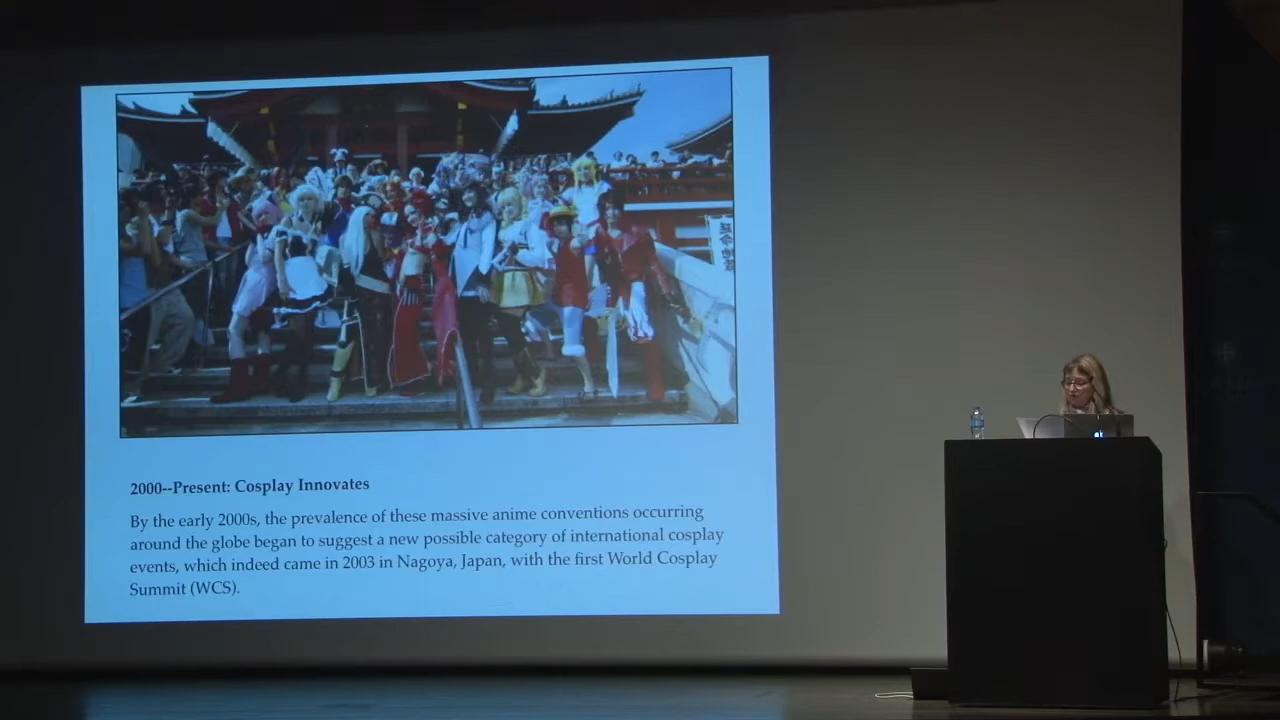 2000--Present: Cosplay Innovates
By the early 2000s, the prevalence of these massive anime conventions occurring
around the globe began to suggest a new possible category of international cosplay
events, which indeed came in 2003 in Nagoya, Japan, with the first World Cosplay
Summit (WCS).